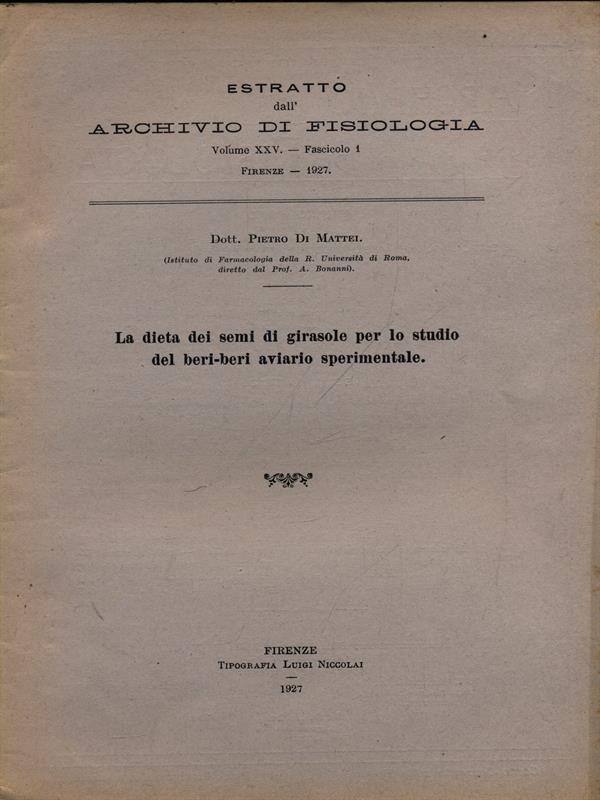 ESTRATTO
dall'
ARCHIVIO DI FISIOLOGIA
Volume XXV. — Fascicolo 1
FIRENZE — 1927.
Dott. PIETRO DI MATTEI.
(Istituto di Farmacologia della R. Università di Roma,
diretto dal Prof. A. Bonanni).
La dieta dei semi di girasole per lo studio
del beri-beri aviario sperimentale.
FIRENZE
TIPOGRAFIA LUIGI NICCOLAI
1927